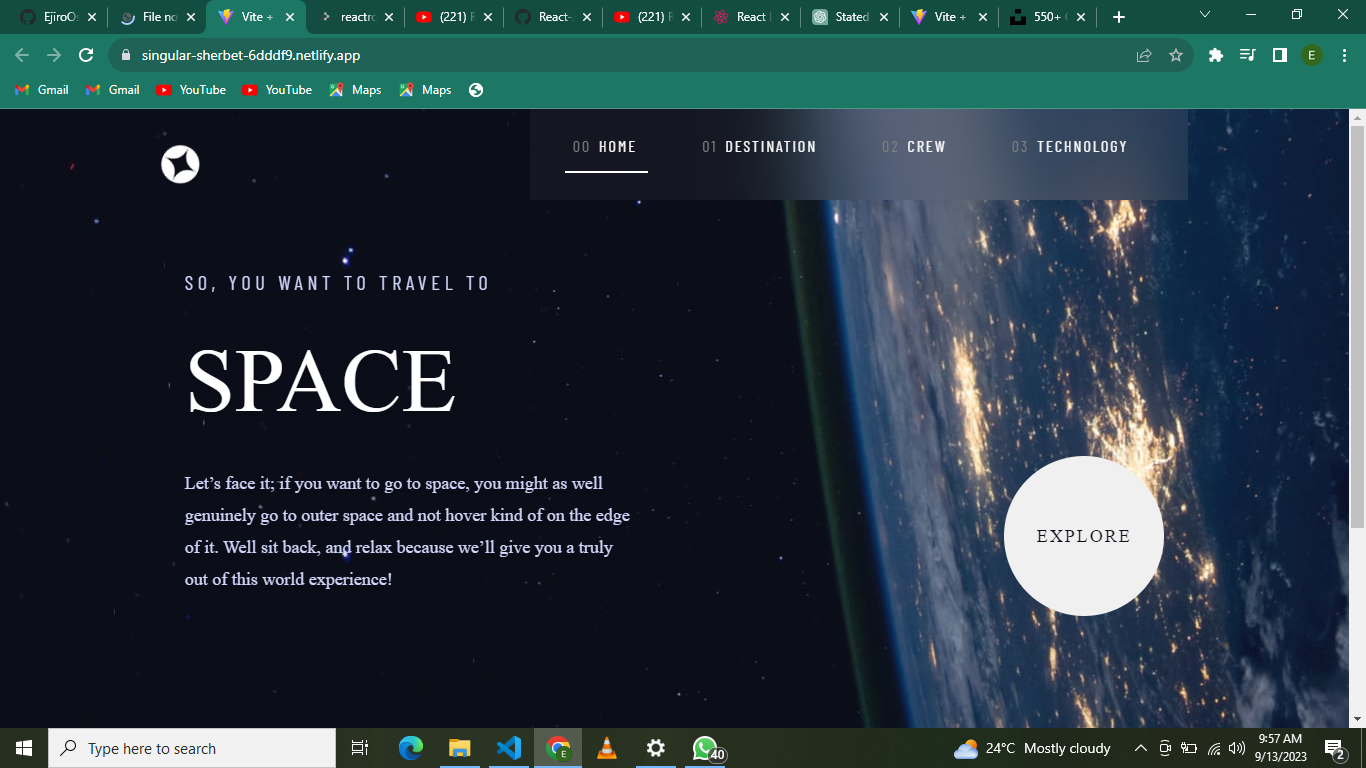 EjiroOs
File no
Vite +
reactro
(221) F
React-
(221) F
React
Stated
Vite +
550+
singular-sherbet-6dddf9.netlify.app
E
Gmail
Gmail
YouTube
YouTube
Maps
Maps
00 HOME
01 DESTINATION
02 CREW
03 TECHNOLOGY
SO, YOU WANT TO TRAVEL TO
SPACE
Let’s face it; if you want to go to space, you might as well
genuinely go to outer space and not hover kind of on the edge
of it. Well sit back, and relax because we’ll give you a truly
out of this world experience!
EXPLORE
Type here to search
E
40
24°C Mostly cloudy
9:57 AM
9/13/2023
2